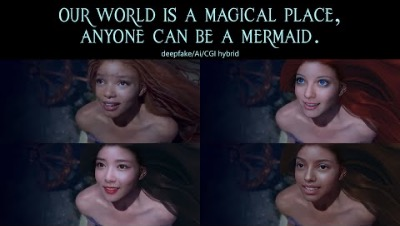 OUR WORLD IS A MAGICAL PLACE,
ANYONE CAN BE A MERMAID.
deepfake/AI/CGI hybrid